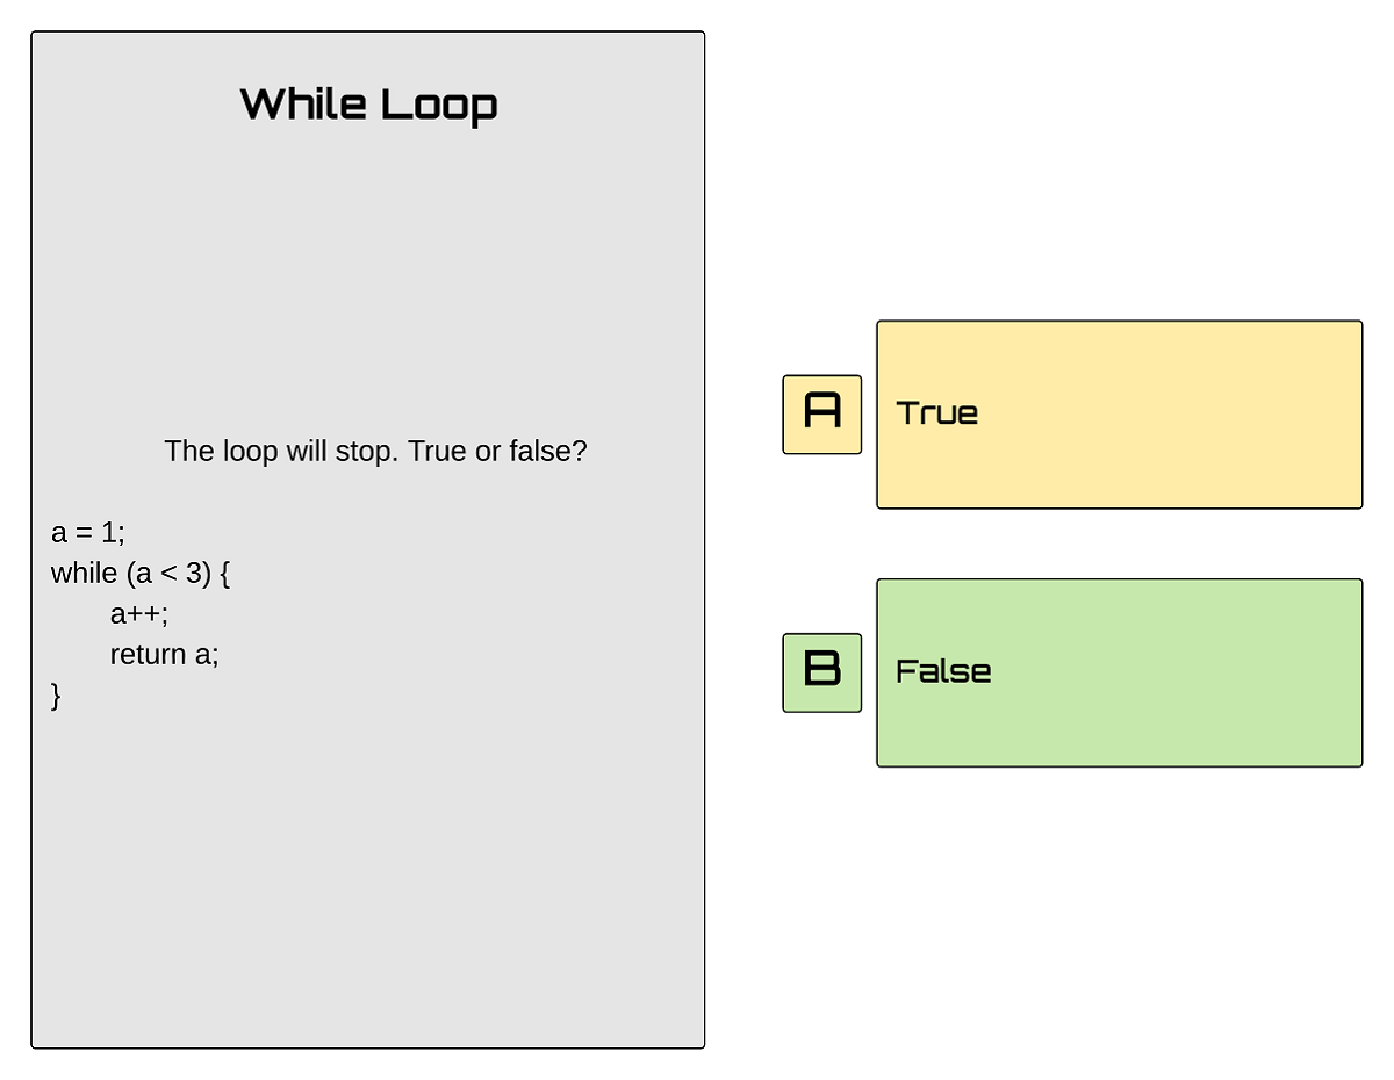 While Loop
The loop will stop. True or false?
a = 1;
while (a < 3) {
a++;
return a;
}
A
True
B
False